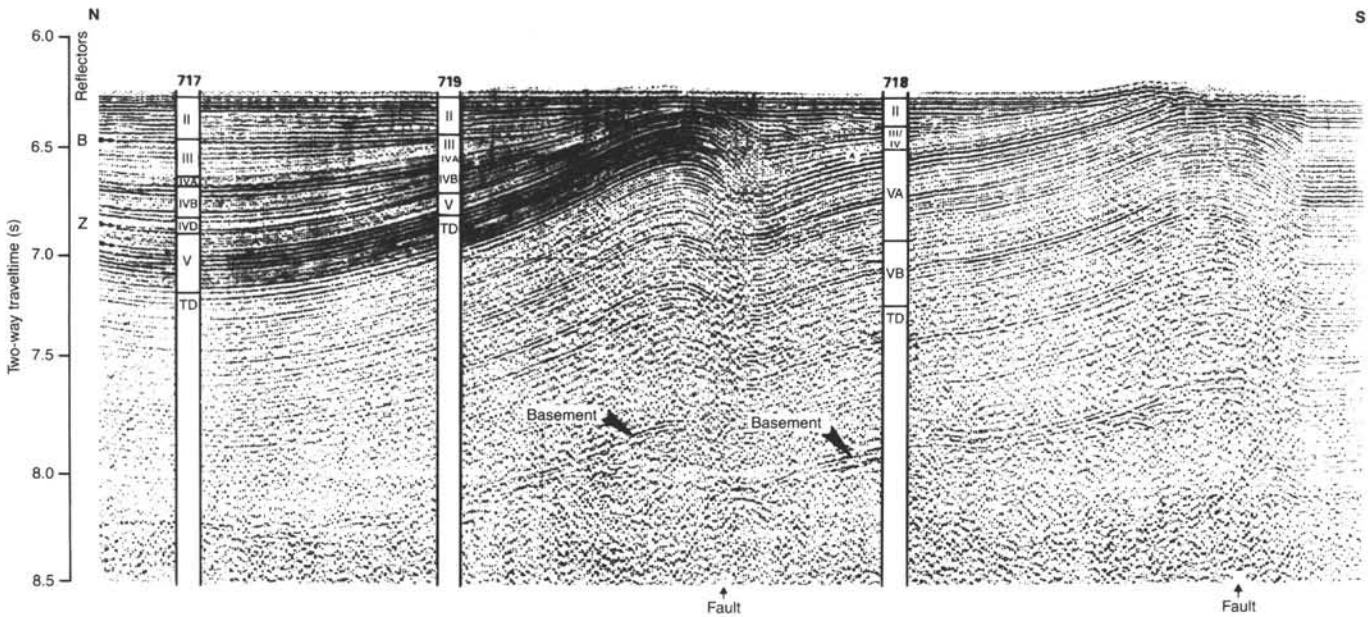 N
S
6.0
6.5
7.0
7.5
8.0
8.5
Two-way traveltime (s)
Reflectors
B
Z
717
II
III
IVA
IVB
IVD
V
TD
719
II
III
IVA
IVB
V
TD
718
II
III/
IV
VA
VB
TD
Basement
Basement
Fault
Fault